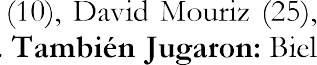 (10), David Mouriz (25),
. También Jugaron: Biel